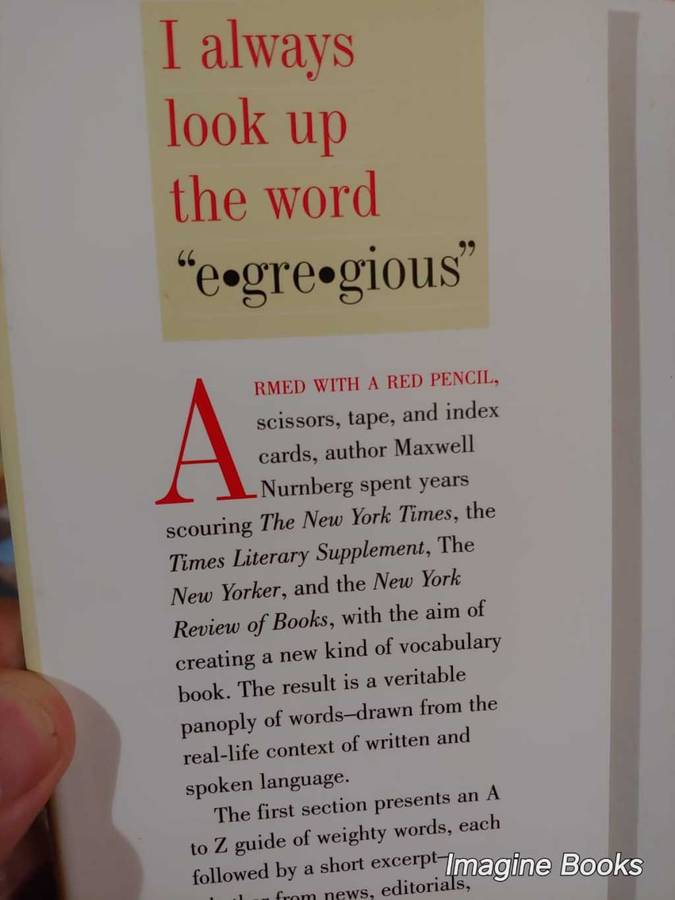 I always
look up
the word
“e•gre•gious”
ARMED WITH A RED PENCIL,
scissors, tape, and index
cards, author Maxwell
Nurnberg spent years
scouring The New York Times, the
Times Literary Supplement, The
New Yorker, and the New York
Review of Books, with the aim of
creating a new kind of vocabulary
book. The result is a veritable
panoply of words—drawn from the
real-life context of written and
spoken language.
The first section presents an A
to Z guide of weighty words, each
followed by a short excerpt—
from news, editorials,
Imagine Books